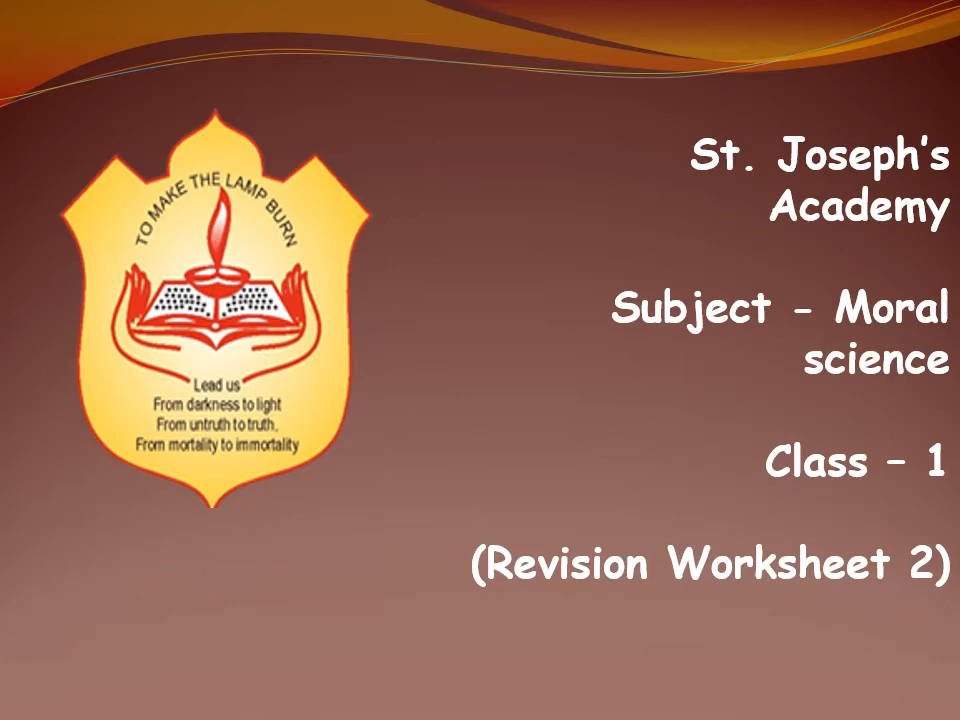 TO MAKE THE LAMP BURN
Lead us
From darkness to light
From untruth to truth,
From mortality to immortality
St. Joseph's
Academy
Subject - Moral
science
Class – 1
(Revision Worksheet 2)